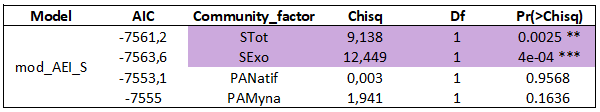 Model AIC Community_factor Chisq Df Pr(>Chisq)
-7561,2 STot 9,138 1 0.0025 **
-7563,6 SExo 12,449 1 4e-04 ***
mod_AEI_S
-7553,1 PANatif 0,003 1 0.9568
-7555 PAMyna 1,941 1 0.1636